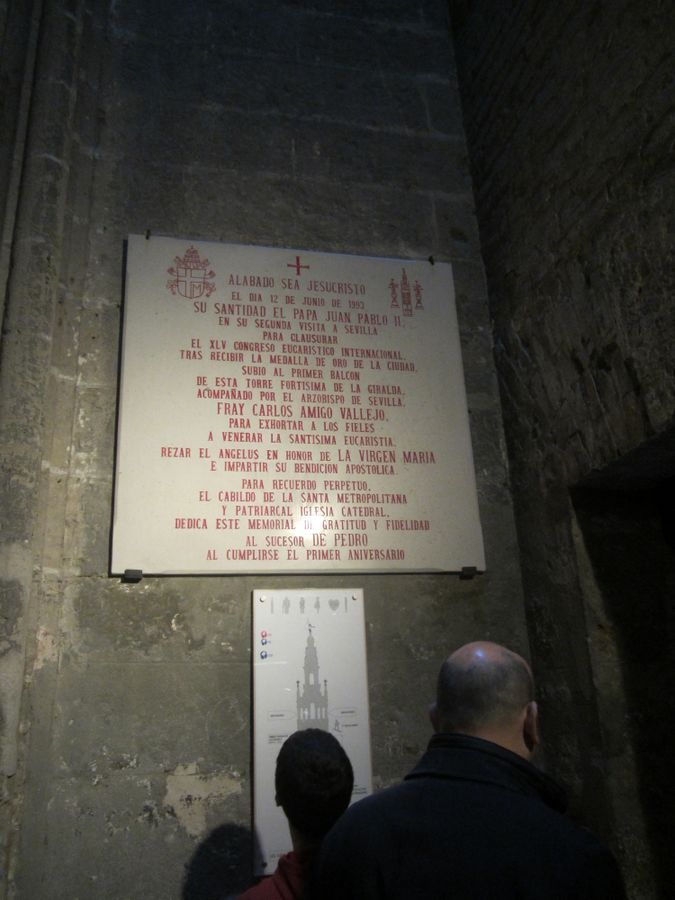 ALABADO SEA JESUCRISTO
EL DIA 12 DE JUNIO DE 1993
SU SANTIDAD EL PAPA JUAN PABLO II,
EN SU SEGUNDA VISITA A SEVILLA
PARA CLAUSURAR
EL XLV CONGRESO EUCARISTICO INTERNACIONAL,
TRAS RECIBIR LA MEDALLA DE ORO DE LA CIUDAD,
SUBIO AL PRIMER BALCON
DE ESTA TORRE FORTISIMA DE LA GIRALDA,
ACOMPAÑADO POR EL ARZOBISPO DE SEVILLA,
FRAY CARLOS AMIGO VALLEJO,
PARA EXHORTAR A LOS FIELES
A VENERAR LA SANTISIMA EUCARISTIA,
REZAR EL ANGELUS EN HONOR DE LA VIRGEN MARIA
E IMPARTIR SU BENDICION APOSTOLICA.
PARA RECUERDO PERPETUO,
EL CABILDO DE LA SANTA METROPOLITANA
Y PATRIARCAL IGLESIA CATEDRAL,
DEDICA ESTE MEMORIAL DE GRATITUD Y FIDELIDAD
AL SUCESOR DE PEDRO
AL CUMPLIRSE EL PRIMER ANIVERSARIO